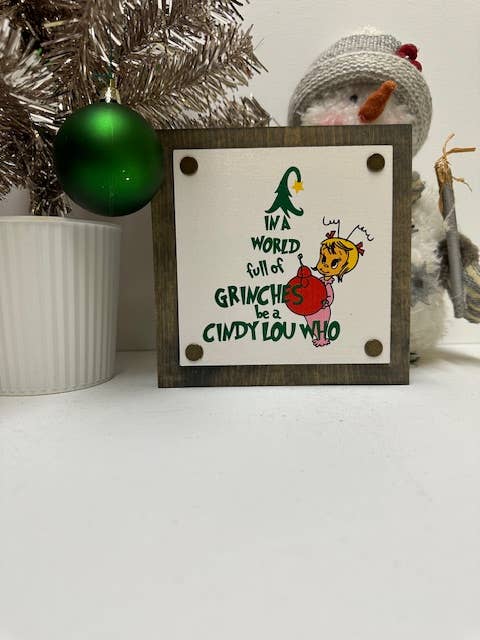 IN A
WORLD
full of
GRINCHES
be a
CINDY LOU WHO